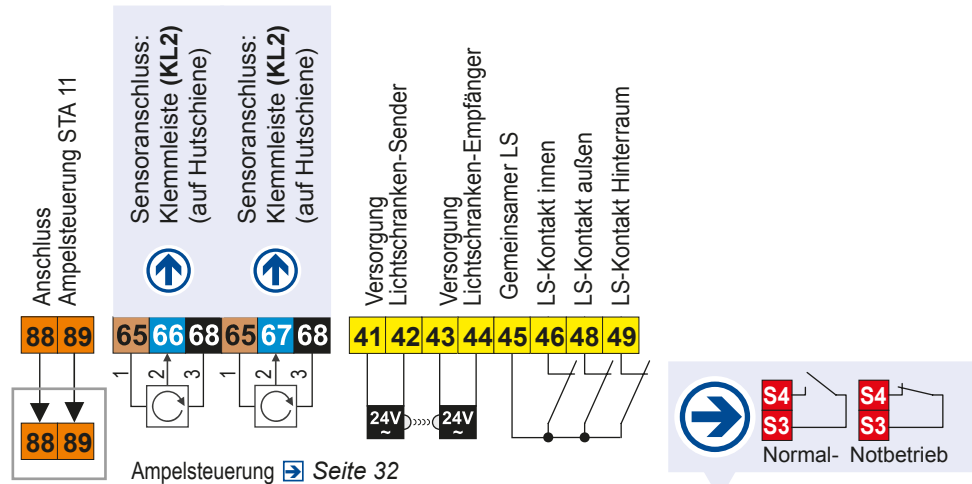 Anschluss
Ampelsteuerung STA 11
Sensoranschluss:
Klemmleiste (KL2)
(auf Hutschiene)
Sensoranschluss:
Klemmleiste (KL2)
(auf Hutschiene)
Versorgung
Lichtschranken-Sender
Versorgung
Lichtschranken-Empfänger
Gemeinsamer LS
LS-Kontakt innen
LS-Kontakt außen
LS-Kontakt Hinterraum
88 89
65 66 68 65 67 68
41 42 43 44 45 46 48 49
1 2 3 1 2 3
24V ~ 24V ~
88 89
Ampelsteuerung Seite 32
S4 S4
S3 S3
Normal- Notbetrieb